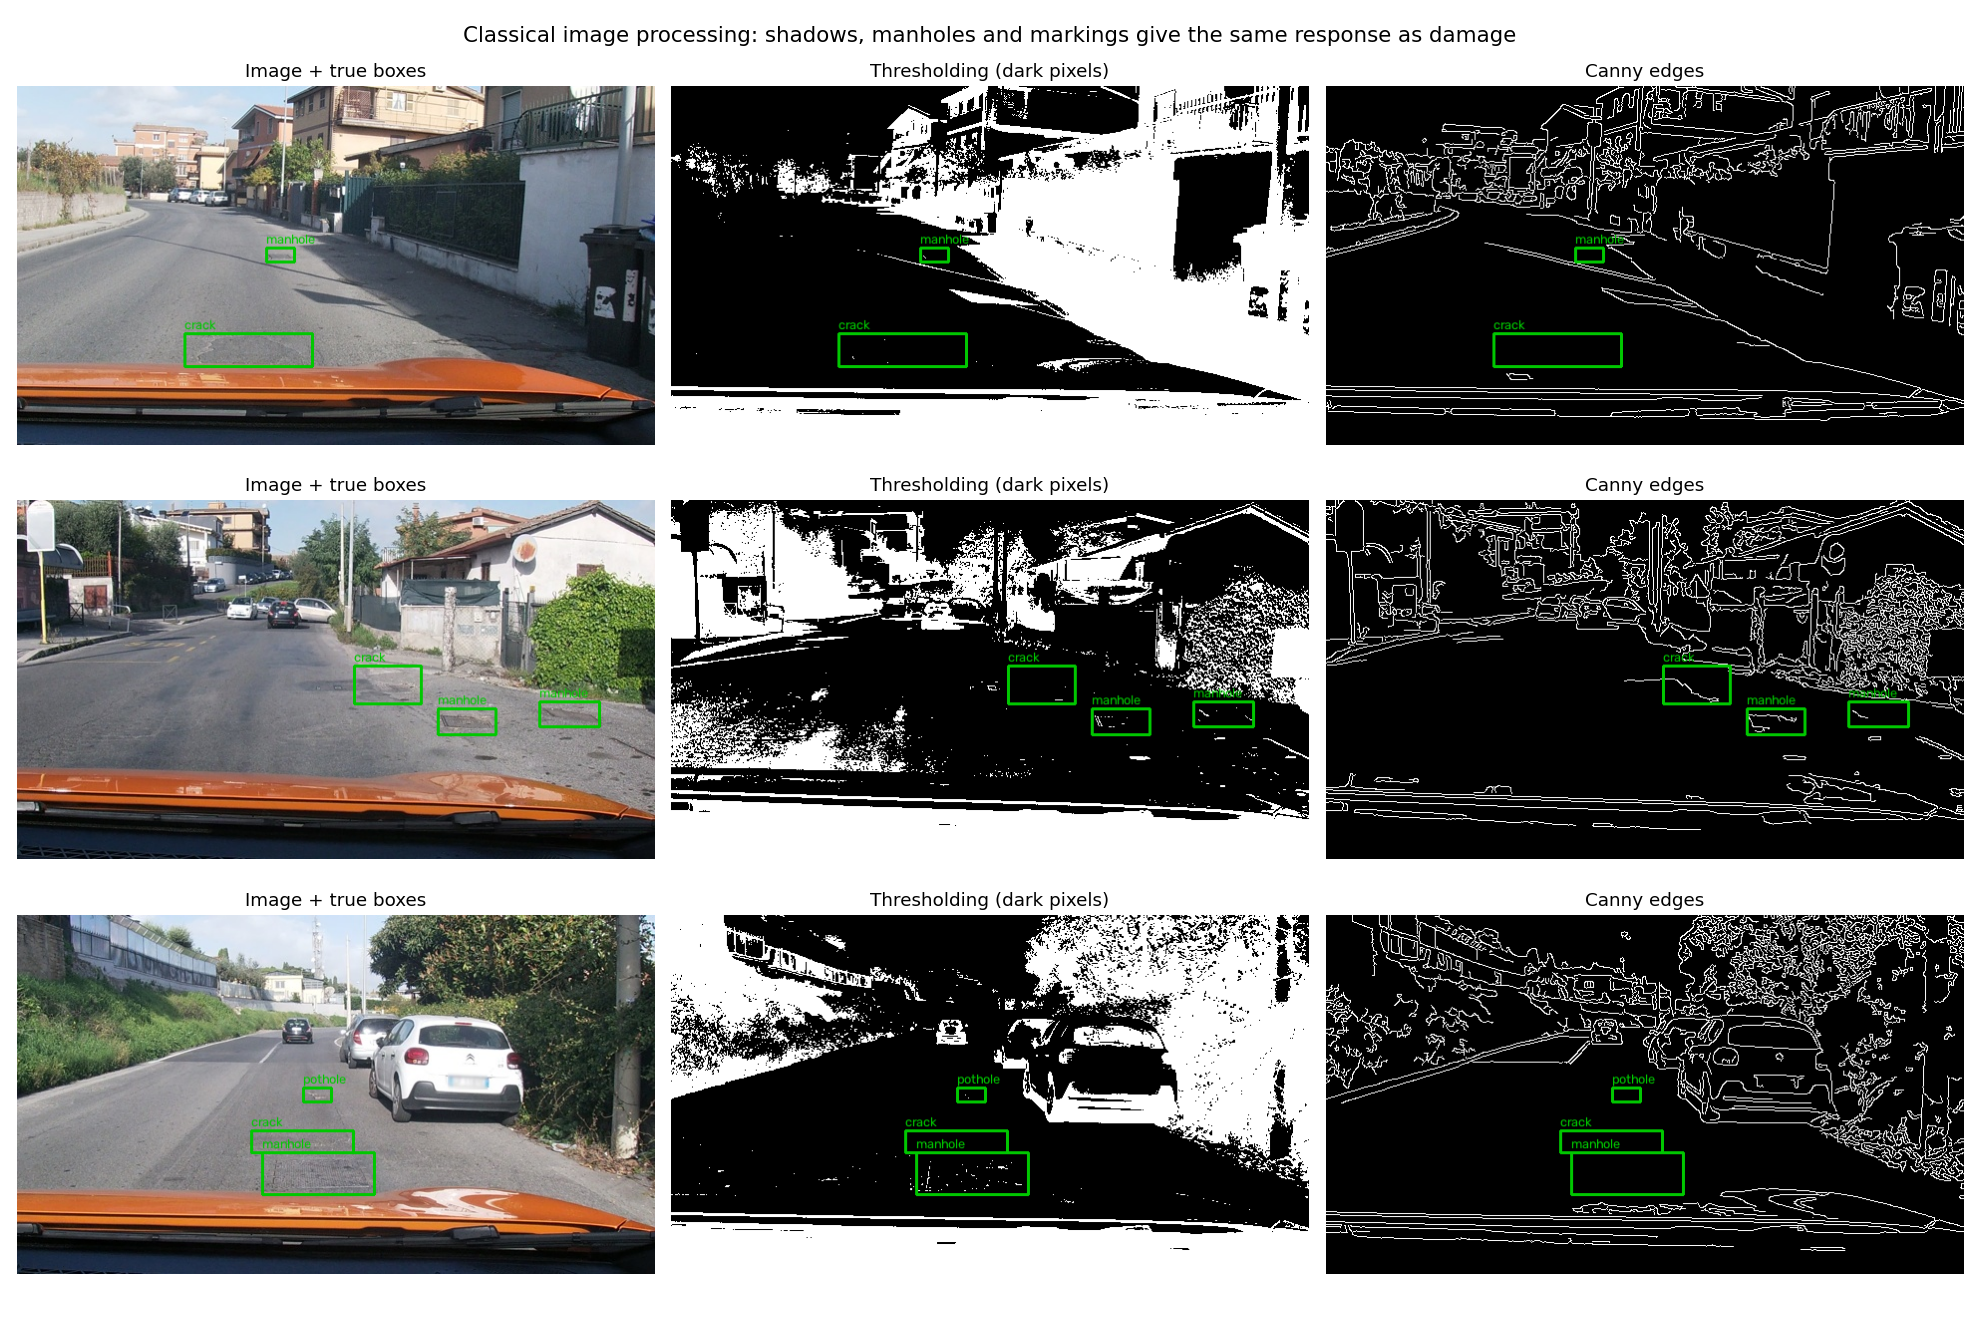 Classical image processing: shadows, manholes and markings give the same response as damage
Image + true boxes
Thresholding (dark pixels)
Canny edges
manhole
crack
manhole
crack
manhole
crack
Image + true boxes
Thresholding (dark pixels)
Canny edges
crack
manhole
manhole
crack
manhole
manhole
crack
manhole
manhole
Image + true boxes
Thresholding (dark pixels)
Canny edges
pothole
crack
manhole
pothole
crack
manhole
pothole
crack
manhole